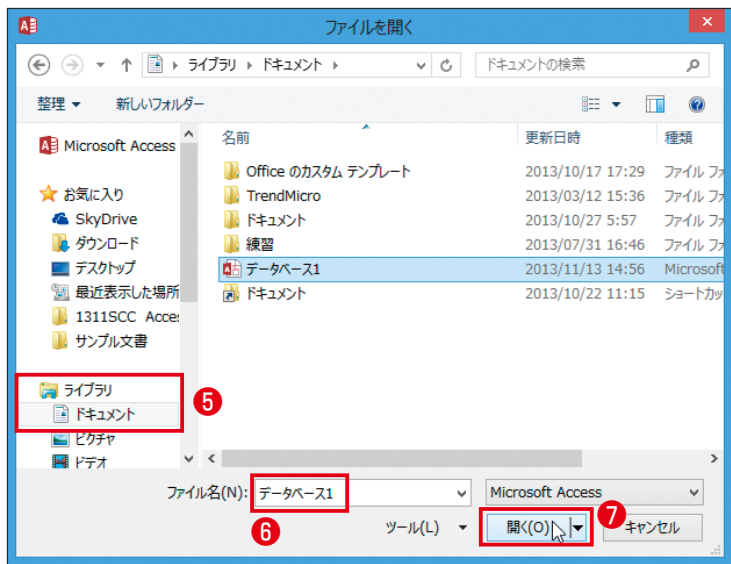 ファイルを開く
ライブラリ ▸ ドキュメント ▸
ドキュメントの検索
整理 ▼ 新しいフォルダー
Microsoft Access
お気に入り
SkyDrive
ダウンロード
デスクトップ
最近表示した場所
1311SCC Acce
サンプル文書
ライブラリ
ドキュメント
ピクチャ
ビデオ
名前 更新日時 種類
Office のカスタム テンプレート 2013/10/17 17:29 ファイル フ
TrendMicro 2013/03/12 15:36 ファイル フ
ドキュメント 2013/10/27 5:57 ファイル フ
練習 2013/07/31 16:46 ファイル フ
データベース1 2013/11/13 14:56 Microsoft
ドキュメント 2013/10/22 11:15 ショートカッ
❺
ファイル名(N): データベース1 Microsoft Access
❻
ツール(L) ▼ 開く(O) ▼ キャンセル
❼